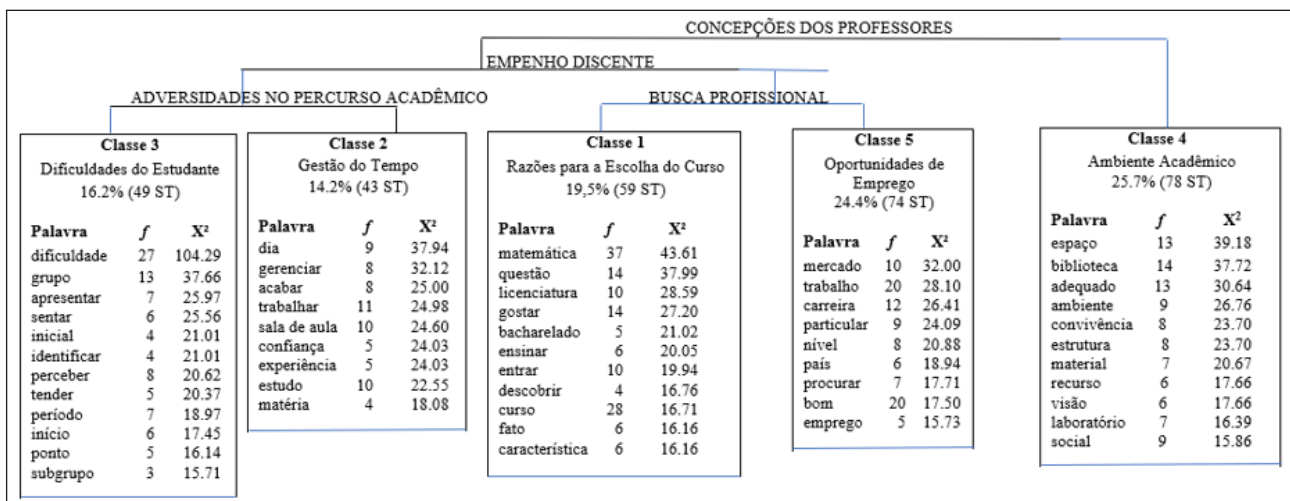 CONCEPÇÕES DOS PROFESSORES
EMPENHO DISCENTE
ADVERSIDADES NO PERCURSO ACADÊMICO
BUSCA PROFISSIONAL
Classe 3
Dificuldades do Estudante
16.2% (49 ST)
Palavra f X²
dificuldade 27 104.29
grupo 13 37.66
apresentar 7 25.97
sentar 6 25.56
inicial 4 21.01
identificar 4 21.01
perceber 8 20.62
tender 5 20.37
período 7 18.97
início 6 17.45
ponto 5 16.14
subgrupo 3 15.71
Classe 2
Gestão do Tempo
14.2% (43 ST)
Palavra f X²
dia 9 37.94
gerenciar 8 32.12
acabar 8 25.00
trabalhar 11 24.98
sala de aula 10 24.60
confiança 5 24.03
experiência 5 24.03
estudo 10 22.55
matéria 4 18.08
Classe 1
Razões para a Escolha do Curso
19,5% (59 ST)
Palavra f X²
matemática 37 43.61
questão 14 37.99
licenciatura 10 28.59
gostar 14 27.20
bacharelado 5 21.02
ensinar 6 20.05
entrar 10 19.94
descobrir 4 16.76
curso 28 16.71
fato 6 16.16
característica 6 16.16
Classe 5
Oportunidades de
Emprego
24.4% (74 ST)
Palavra f X²
mercado 10 32.00
trabalho 20 28.10
carreira 12 26.41
particular 9 24.09
nível 8 20.88
país 6 18.94
procurar 7 17.71
bom 20 17.50
emprego 5 15.73
Classe 4
Ambiente Acadêmico
25.7% (78 ST)
Palavra f X²
espaço 13 39.18
biblioteca 14 37.72
adequado 13 30.64
ambiente 9 26.76
convivência 8 23.70
estrutura 8 23.70
material 7 20.67
recurso 6 17.66
visão 6 17.66
laboratório 7 16.39
social 9 15.86